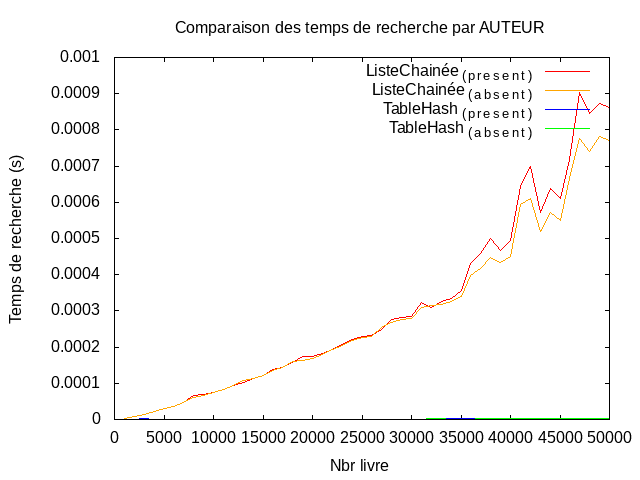 Comparaison des temps de recherche par AUTEUR
Temps de recherche (s)
0.001
0.0009
0.0008
0.0007
0.0006
0.0005
0.0004
0.0003
0.0002
0.0001
0
ListeChainée(present)
ListeChainée(absent)
TableHash(present)
TableHash(absent)
0 5000 10000 15000 20000 25000 30000 35000 40000 45000 50000
Nbr livre